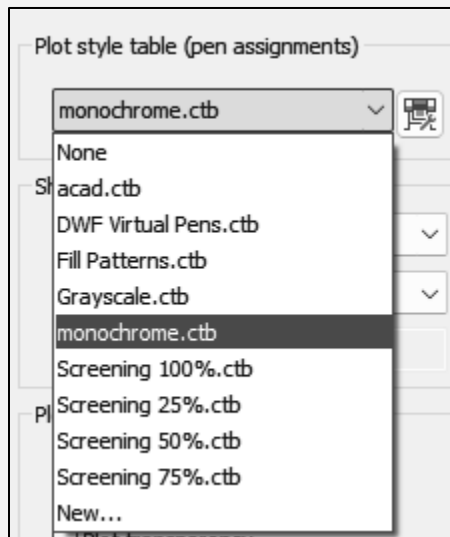 Plot style table (pen assignments)
monochrome.ctb
None
acad.ctb
DWF Virtual Pens.ctb
Fill Patterns.ctb
Grayscale.ctb
monochrome.ctb
Screening 100%.ctb
Screening 25%.ctb
Screening 50%.ctb
Screening 75%.ctb
New...